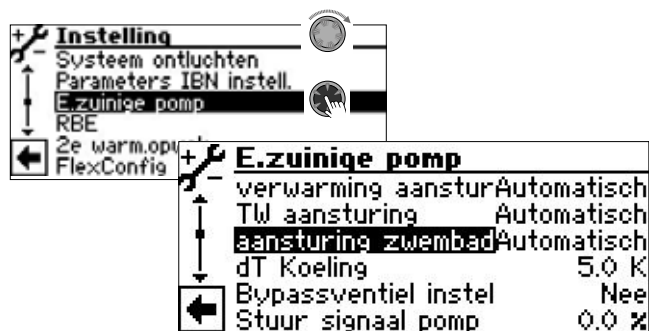 Instelling
Systeem ontluchten
Parameters IBN instell.
E.zuinige pomp
RBE
2e warm.opw
FlexConfig
E.zuinige pomp
verwarming aansturAutomatisch
TW aansturing Automatisch
aansturing zwembadAutomatisch
dT Koeling 5.0 K
Bypassventiel instel Nee
Stuur signaal pomp 0.0 %